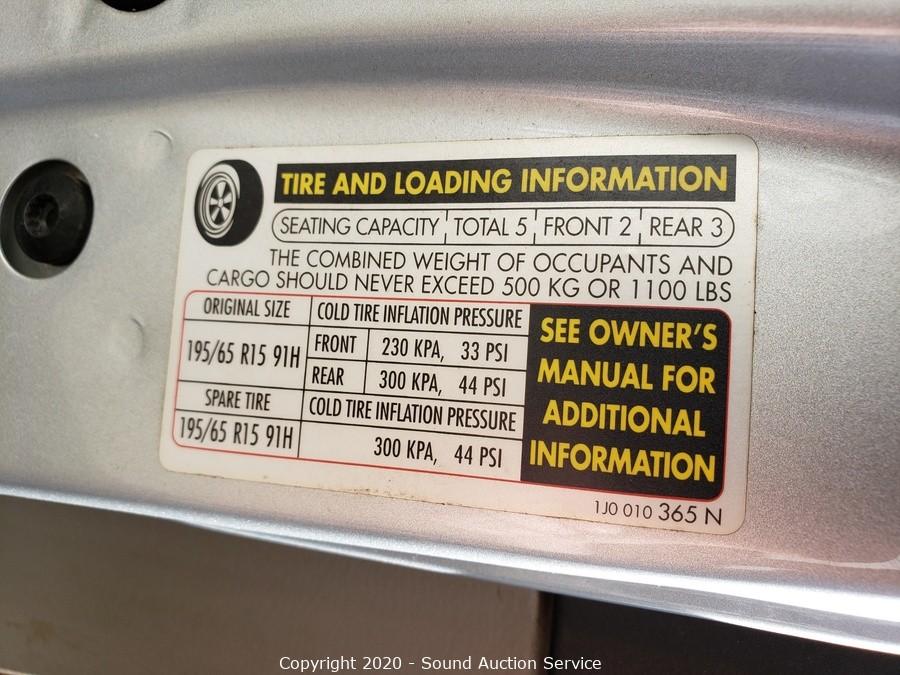 TIRE AND LOADING INFORMATION
SEATING CAPACITY TOTAL 5 FRONT 2 REAR 3
THE COMBINED WEIGHT OF OCCUPANTS AND
CARGO SHOULD NEVER EXCEED 500 KG OR 1100 LBS
ORIGINAL SIZE COLD TIRE INFLATION PRESSURE
195/65 R15 91H
FRONT 230 KPA, 33 PSI
REAR 300 KPA, 44 PSI
SPARE TIRE COLD TIRE INFLATION PRESSURE
195/65 R15 91H 300 KPA, 44 PSI
SEE OWNER'S
MANUAL FOR
ADDITIONAL
INFORMATION
1J0 010 365 N
Copyright 2020 - Sound Auction Service